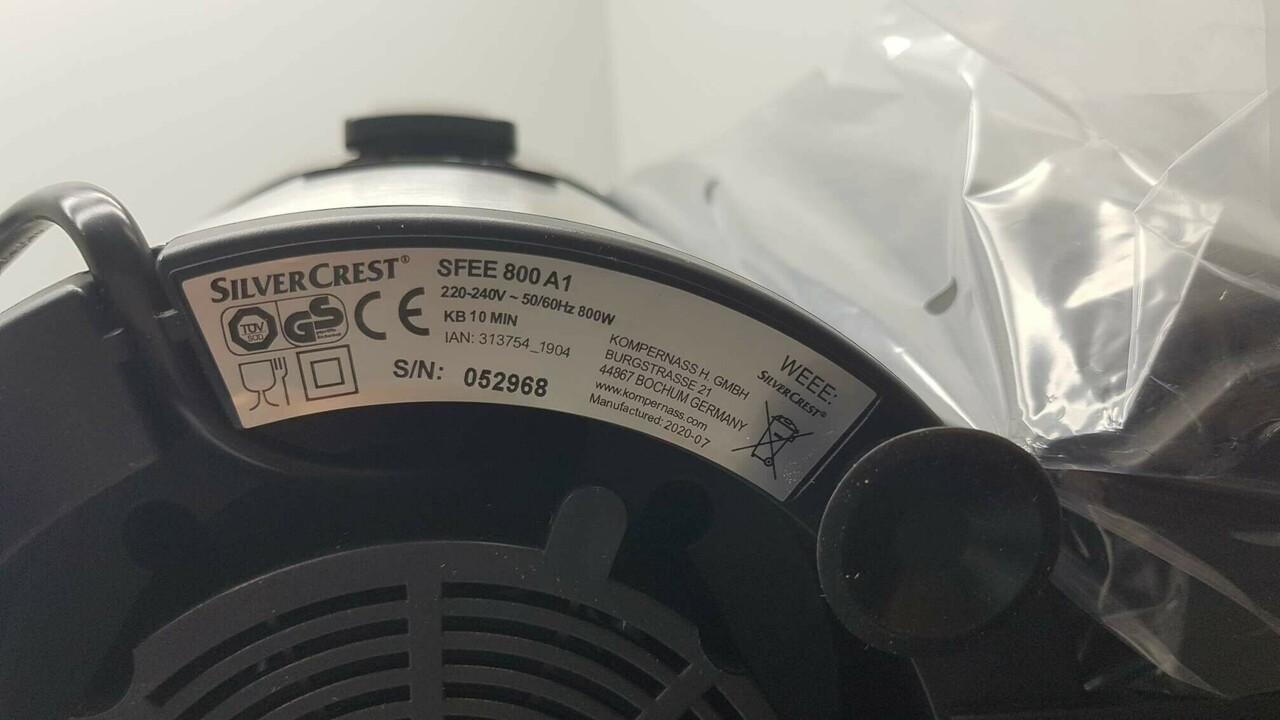 SILVERCREST®
TÜV
SÜD
GS
CE
SFEE 800 A1
220-240V ~ 50/60Hz 800W
KB 10 MIN
IAN: 313754_1904
S/N: 052968
KOMPERNASS H. GMBH
BURGSTRASSE 21
44867 BOCHUM GERMANY
www.kompernass.com
Manufactured: 2020-07
WEEE:
SILVERCREST®